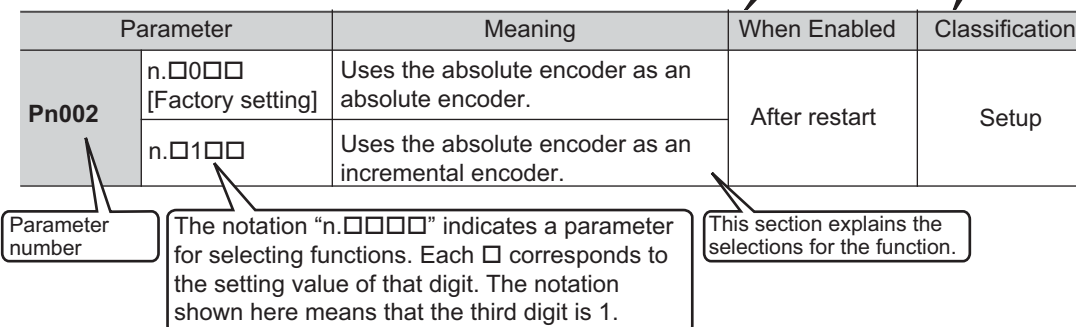 Parameter Meaning When Enabled Classification
Pn002
n.□0□□
[Factory setting]
Uses the absolute encoder as an
absolute encoder.
n.□1□□
Uses the absolute encoder as an
incremental encoder.
After restart
Setup
Parameter
number
The notation “n.□□□□” indicates a parameter
for selecting functions. Each □ corresponds to
the setting value of that digit. The notation
shown here means that the third digit is 1.
This section explains the
selections for the function.